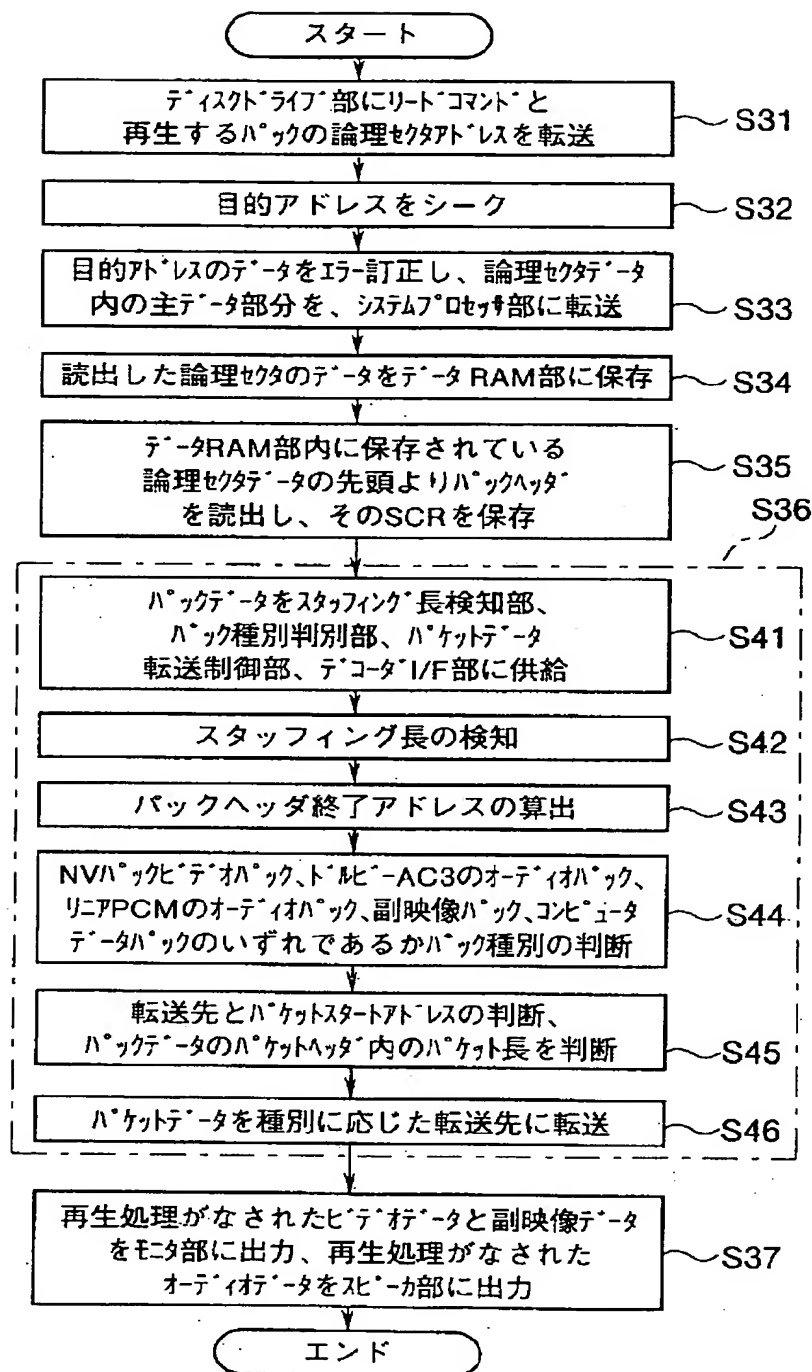 スタート
ﾃﾞｨｽｸﾄﾞﾗｲﾌﾞ部にﾘｰﾄﾞｺﾏﾝﾄﾞと
再生するﾊﾟｯｸの論理ｾｸﾀｱﾄﾞﾚｽを転送
S31
目的アドレスをシーク
S32
目的ｱﾄﾞﾚｽのデータをｴﾗｰ訂正し、論理ｾｸﾀデータ
内の主ﾃﾞｰﾀ部分を、ｼｽﾃﾑﾌﾟﾛｾｯｻ部に転送
S33
読出した論理ｾｸﾀのデータをデータRAM部に保存
S34
ﾃﾞｰﾀRAM部内に保存されている
論理ｾｸﾀデータの先頭よりﾊﾟｯｸﾍｯﾀﾞ
を読出し、そのSCRを保存
S35
S36
ﾊﾟｯｸデータをｽﾀｯﾌｨﾝｸﾞ長検知部、
ﾊﾟｯｸ種別判別部、ﾊﾟｹｯﾄデータ
転送制御部、ﾃﾞｺｰﾀﾞI/F部に供給
S41
スタッフィング長の検知
S42
パックヘッダ終了アドレスの算出
S43
NVﾊﾟｯｸﾋﾞﾃﾞｵﾊﾟｯｸ、ﾄﾞﾙﾋﾞｰAC3のｵｰﾃﾞｨｵﾊﾟｯｸ、
ﾘﾆｱPCMのｵｰﾃﾞｨｵﾊﾟｯｸ、副映像ﾊﾟｯｸ、ｺﾝﾋﾟｭｰﾀ
ﾃﾞｰﾀﾊﾟｯｸのいずれであるかﾊﾟｯｸ種別の判断
S44
転送先とﾊﾟｹｯﾄｽﾀｰﾄｱﾄﾞﾚｽの判断、
ﾊﾟｯｸﾃﾞｰﾀのﾊﾟｹｯﾄﾍｯﾀﾞ内のﾊﾟｹｯﾄ長を判断
S45
ﾊﾟｹｯﾄﾃﾞｰﾀを種別に応じた転送先に転送
S46
再生処理がなされたﾋﾞﾃﾞｵﾃﾞｰﾀと副映像ﾃﾞｰﾀ
をﾓﾆﾀ部に出力、再生処理がなされた
ｵｰﾃﾞｨｵﾃﾞｰﾀをｽﾋﾟｰｶ部に出力
S37
エンド